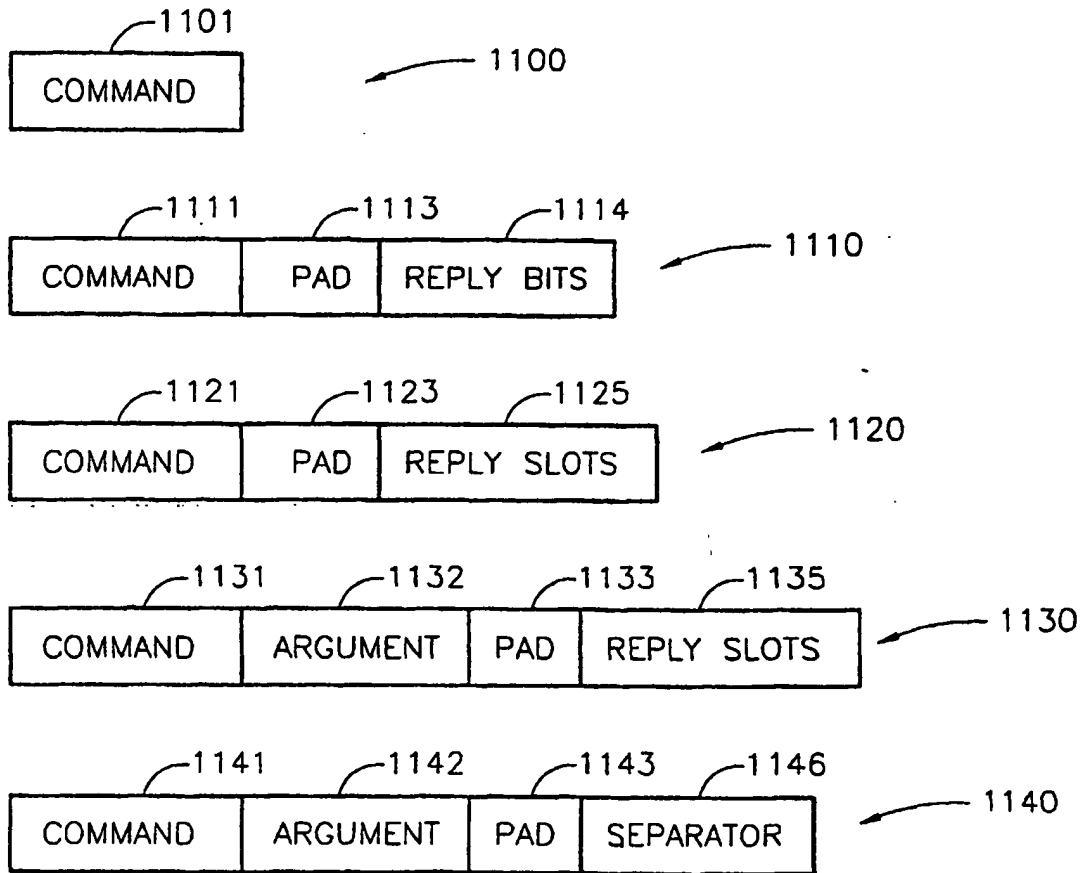 1101
COMMAND
1100
1111 1113 1114
COMMAND PAD REPLY BITS
1110
1121 1123 1125
COMMAND PAD REPLY SLOTS
1120
1131 1132 1133 1135
COMMAND ARGUMENT PAD REPLY SLOTS
1130
1141 1142 1143 1146
COMMAND ARGUMENT PAD SEPARATOR
1140